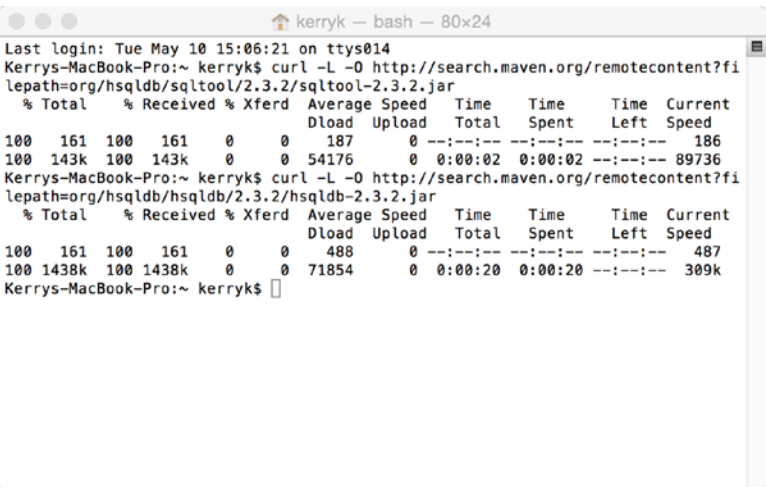 kerryk — bash — 80×24
Last login: Tue May 10 15:06:21 on ttys014
Kerrys-MacBook-Pro:~ kerryk$ curl -L -O http://search.maven.org/remotecontent?fi
lepath=org/hsqldb/sqltool/2.3.2/sqltool-2.3.2.jar
  % Total    % Received % Xferd  Average Speed   Time    Time     Time  Current
                                 Dload  Upload   Total   Spent    Left  Speed
100   161  100   161    0     0    187      0 --:--:-- --:--:-- --:--:--   186
100  143k  100  143k    0     0  54176      0  0:00:02  0:00:02 --:--:-- 89736
Kerrys-MacBook-Pro:~ kerryk$ curl -L -O http://search.maven.org/remotecontent?fi
lepath=org/hsqldb/hsqldb/2.3.2/hsqldb-2.3.2.jar
  % Total    % Received % Xferd  Average Speed   Time    Time     Time  Current
                                 Dload  Upload   Total   Spent    Left  Speed
100   161  100   161    0     0    488      0 --:--:-- --:--:-- --:--:--   487
100 1438k  100 1438k    0     0  71854      0  0:00:20  0:00:20 --:--:--  309k
Kerrys-MacBook-Pro:~ kerryk$